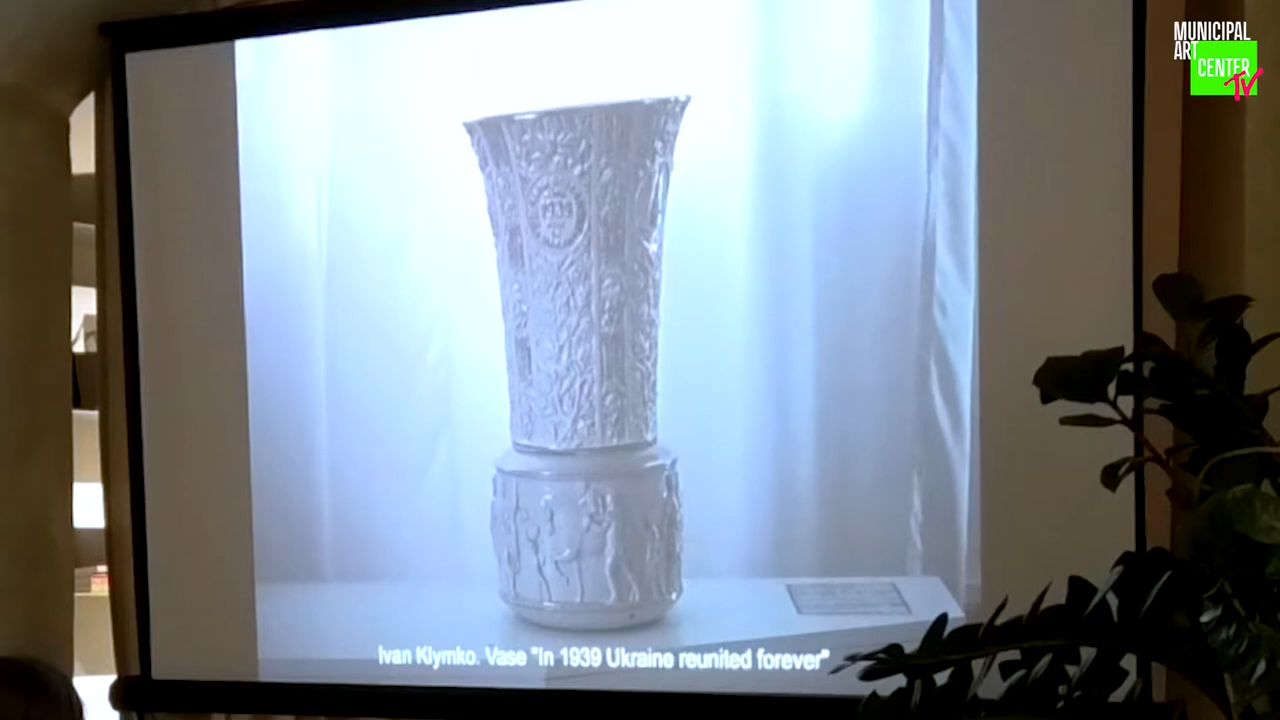 MUNICIPAL
ART
CENTER
TV
Ivan Klymko. Vase "In 1939 Ukraine reunited forever"